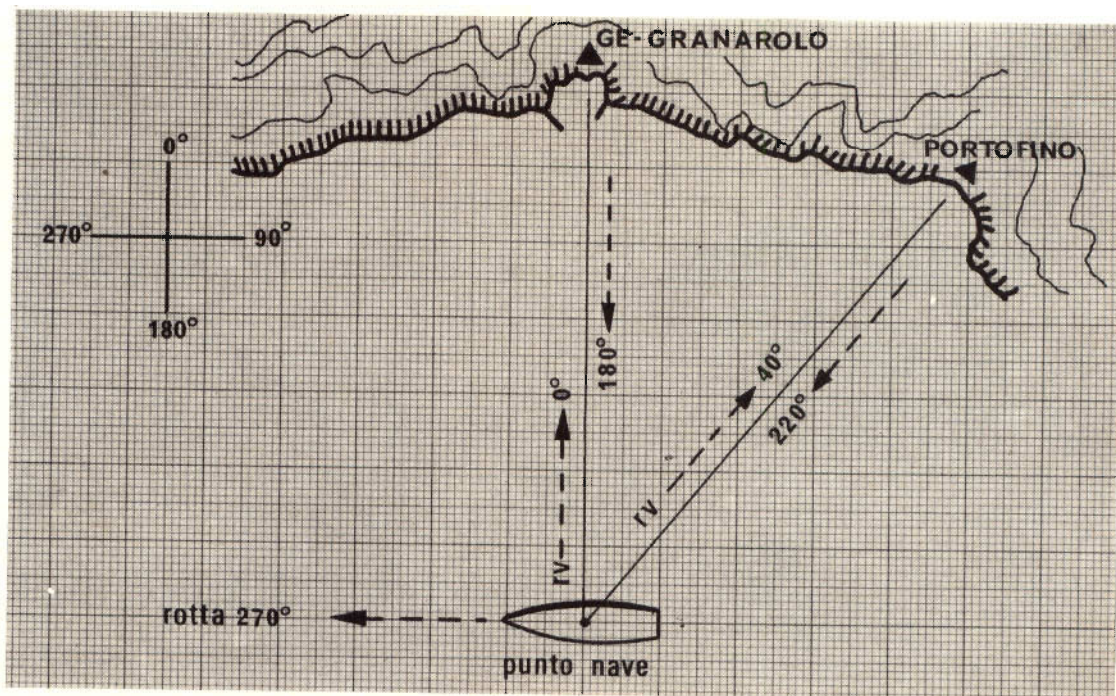 GE-GRANAROLO
PORTOFINO
0°
270°
90°
180°
180°
0°
40°
220°
rv
rv
rotta 270°
punto nave